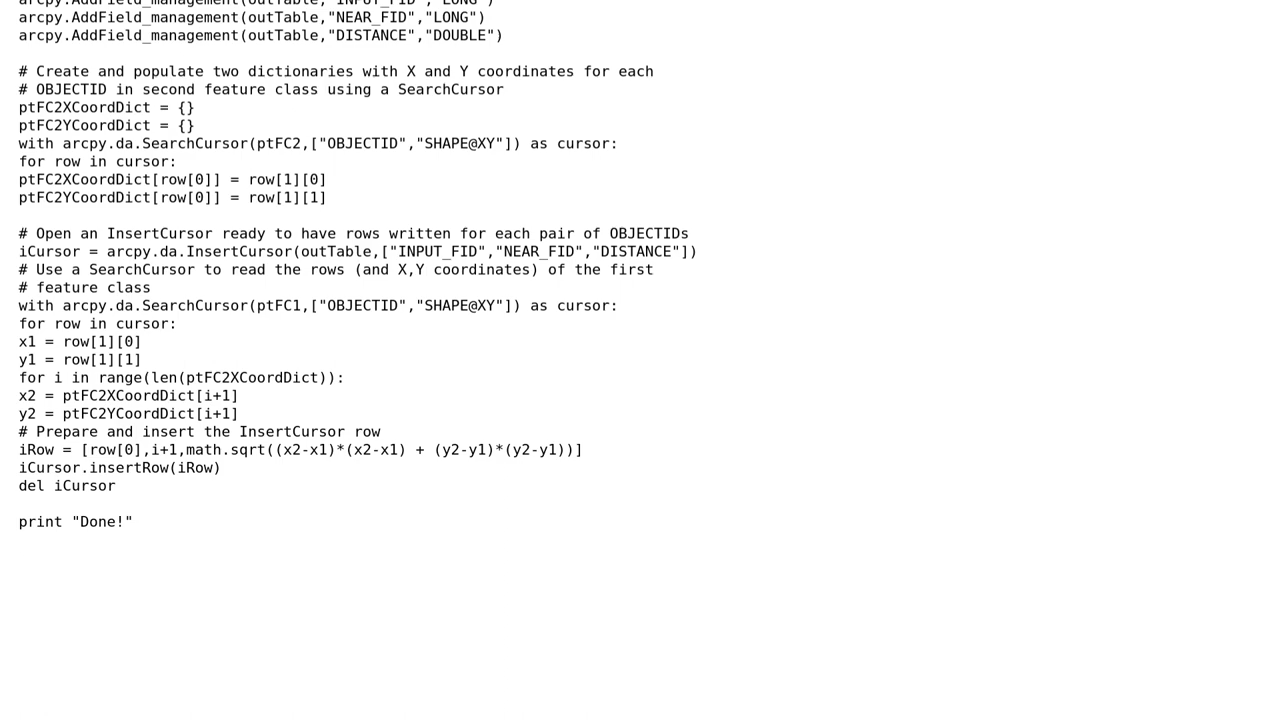 arcpy.AddField_management(outTable,"INPUT_FID","LONG")
arcpy.AddField_management(outTable,"NEAR_FID","LONG")
arcpy.AddField_management(outTable,"DISTANCE","DOUBLE")
# Create and populate two dictionaries with X and Y coordinates for each
# OBJECTID in second feature class using a SearchCursor
ptFC2XCoordDict = {}
ptFC2YCoordDict = {}
with arcpy.da.SearchCursor(ptFC2,["OBJECTID","SHAPE@XY"]) as cursor:
for row in cursor:
ptFC2XCoordDict[row[0]] = row[1][0]
ptFC2YCoordDict[row[0]] = row[1][1]
# Open an InsertCursor ready to have rows written for each pair of OBJECTIDs
iCursor = arcpy.da.InsertCursor(outTable,["INPUT_FID","NEAR_FID","DISTANCE"])
# Use a SearchCursor to read the rows (and X,Y coordinates) of the first
# feature class
with arcpy.da.SearchCursor(ptFC1,["OBJECTID","SHAPE@XY"]) as cursor:
for row in cursor:
x1 = row[1][0]
y1 = row[1][1]
for i in range(len(ptFC2XCoordDict)):
x2 = ptFC2XCoordDict[i+1]
y2 = ptFC2YCoordDict[i+1]
# Prepare and insert the InsertCursor row
iRow = [row[0],i+1,math.sqrt((x2-x1)*(x2-x1) + (y2-y1)*(y2-y1))]
iCursor.insertRow(iRow)
del iCursor
print "Done!"